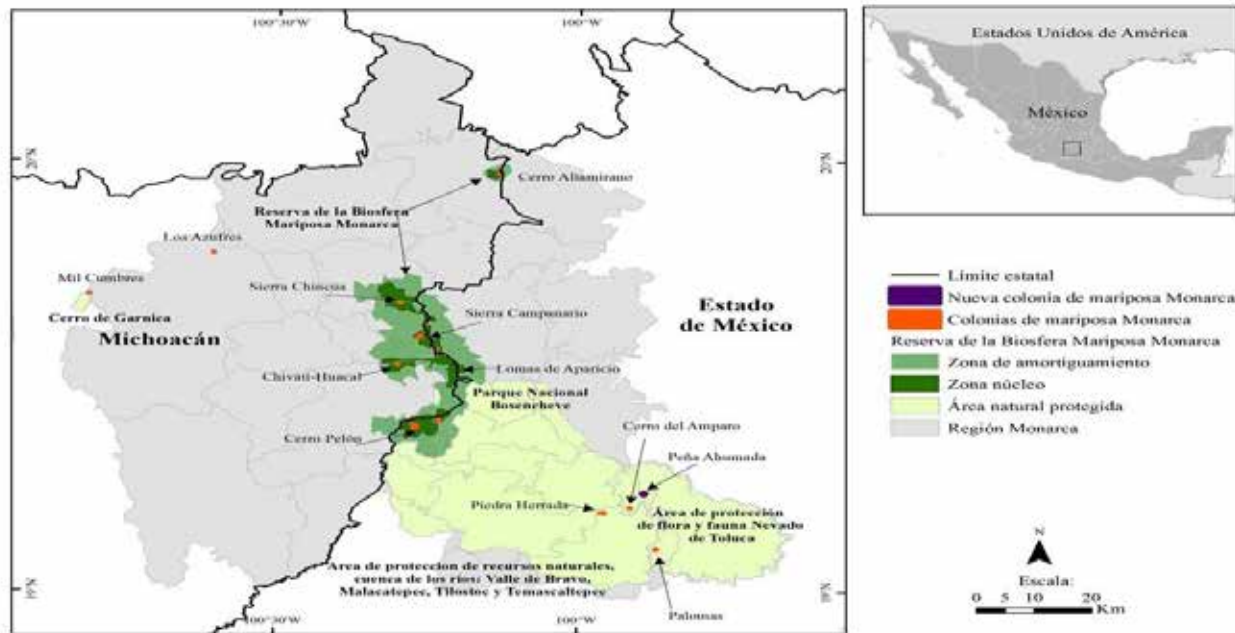 100°30'W
100°W
20°N
20°N
Cerro Altamirano
Reserva de la Biosfera
Mariposa Monarca
Los Azufres
Mil Cumbres
Cerro de Garnica
Michoacán
Sierra Chincua
Sierra Campanario
Estado
de México
Chivatí-Huacal
Lomas de Aparicio
Parque Nacional
Bosencheve
Cerro Pelón
Cerro del Amparo
Peña Ahumada
Piedra Herrada
Área de protección
de flora y fauna Nevado
de Toluca
Área de proteccion de recursos naturales,
cuenca de los ríos: Valle de Bravo,
Malacatepec, Tilostoc y Temascaltepec
Palomas
19°N
19°N
100°30'W
100°W
Estados Unidos de América
México
Límite estatal
Nueva colonia de mariposa Monarca
Colonias de mariposa Monarca
Reserva de la Biosfera Mariposa Monarca
Zona de amortiguamiento
Zona núcleo
Área natural protegida
Región Monarca
N
Escala:
0 5 10 20
Km